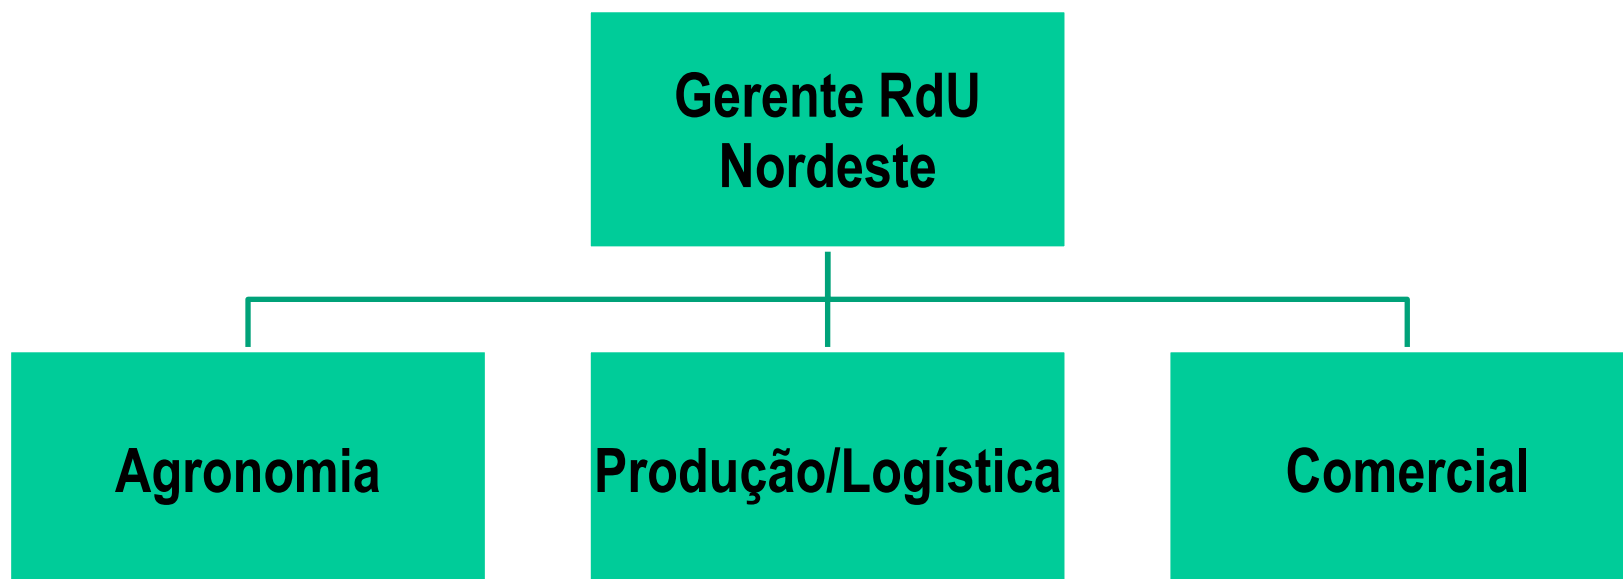 Gerente RdU
Nordeste
Agronomia
Produção/Logística
Comercial